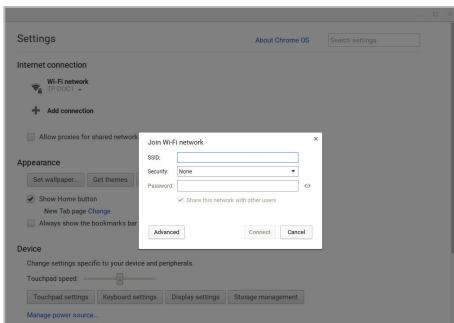 Settings
About Chrome OS
Search settings
Internet connection
Wi-Fi network
TP-DOC1
Add connection
Allow proxies for shared network
Join Wi-Fi network
SSID:
Security: None
Password:
Share this network with other users
Advanced Connect Cancel
Appearance
Set wallpaper... Get themes
Show Home button
New Tab page Change
Always show the bookmarks bar
Device
Change settings specific to your device and peripherals.
Touchpad speed:
Touchpad settings Keyboard settings Display settings Storage management
Manage power source...